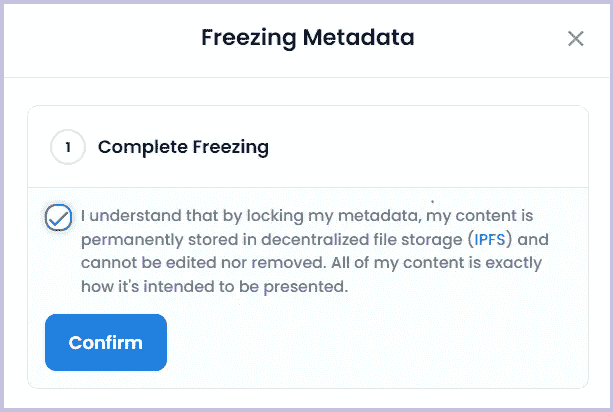 Freezing Metadata
1 Complete Freezing
I understand that by locking my metadata, my content is
permanently stored in decentralized file storage (IPFS) and
cannot be edited nor removed. All of my content is exactly
how it's intended to be presented.
Confirm